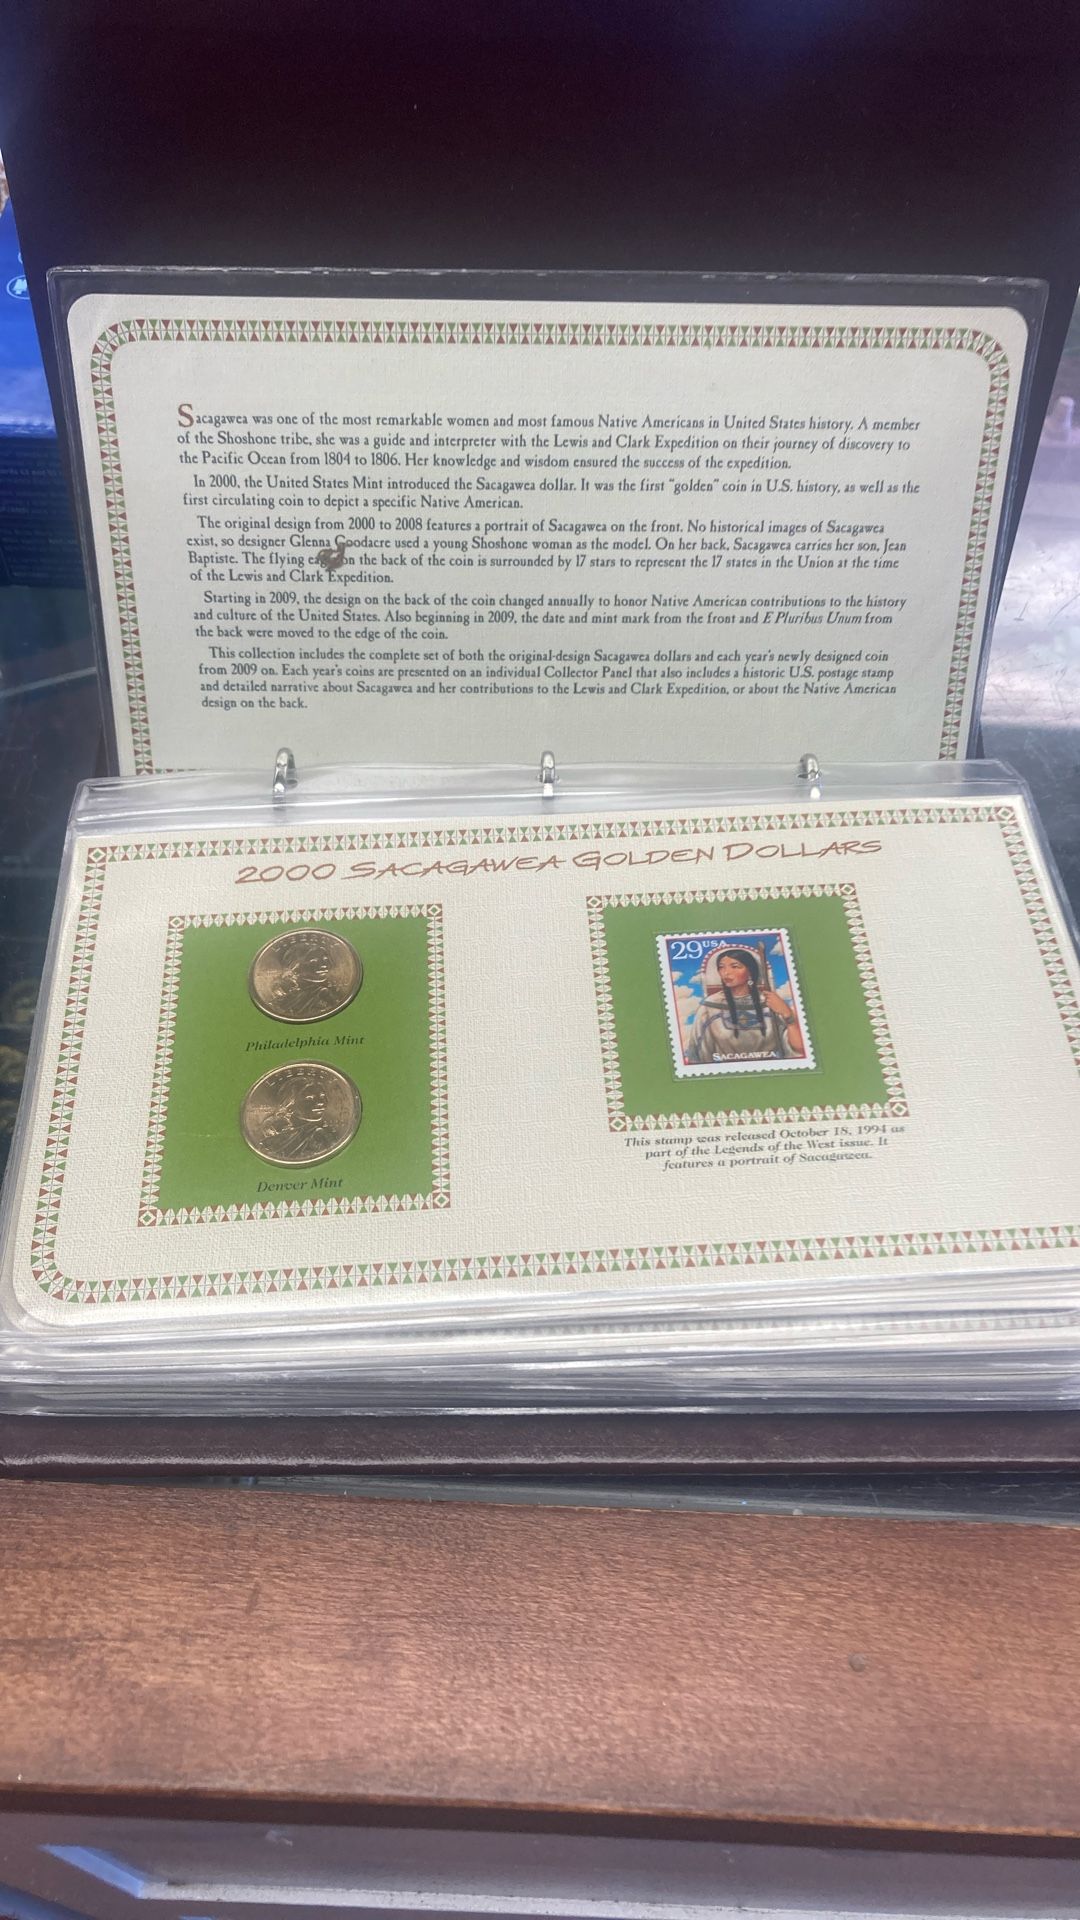 Sacagawea was one of the most remarkable women and most famous Native Americans in United States history. A member
of the Shoshone tribe, she was a guide and interpreter with the Lewis and Clark Expedition on their journey of discovery to
the Pacific Ocean from 1804 to 1806. Her knowledge and wisdom ensured the success of the expedition.
In 2000, the United States Mint introduced the Sacagawea dollar. It was the first "golden" coin in U.S. history, as well as the
first circulating coin to depict a specific Native American.
The original design from 2000 to 2008 features a portrait of Sacagawea on the front. No historical images of Sacagawea
exist, so designer Glenna Goodacre used a young Shoshone woman as the model. On her back, Sacagawea carries her son, Jean
Baptiste. The flying on the back of the coin is surrounded by 17 stars to represent the 17 states in the Union at the time
of the Lewis and Clark Expedition.
Starting in 2009, the design on the back of the coin changed annually to honor Native American contributions to the history
and culture of the United States. Also beginning in 2009, the date and mint mark from the front and E Pluribus Unum from
the back were moved to the edge of the coin.
This collection includes the complete set of both the original-design Sacagawea dollars and each year's newly designed coin
from 2009 on. Each year's coins are presented on an individual Collector Panel that also includes a historic U.S. postage stamp
and detailed narrative about Sacagawea and her contributions to the Lewis and Clark Expedition, or about the Native American
design on the back.
2000 SACAGAWEA GOLDEN DOLLARS
LIBERTY
Philadelphia Mint
LIBERTY
Denver Mint
29 USA
SACAGAWEA
This stamp was released October 18, 1994 as
part of the Legends of the West issue. It
features a portrait of Sacagawea.